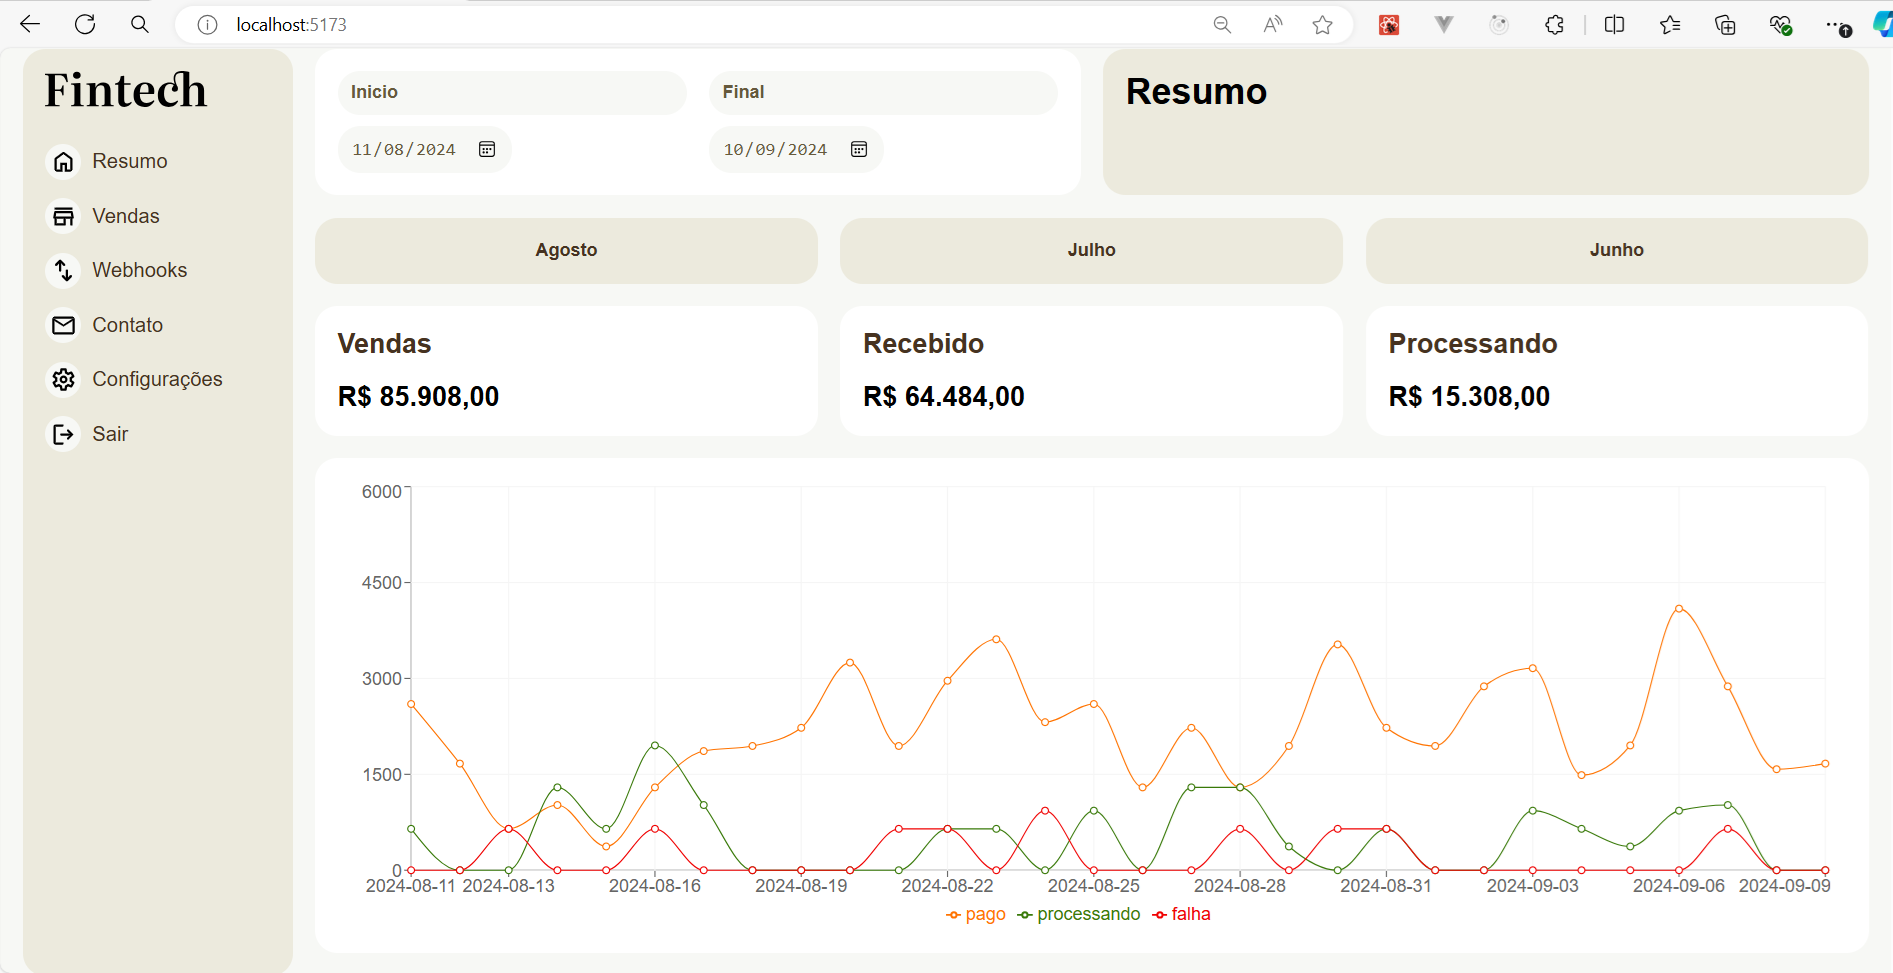 localhost:5173
Fintech
Resumo
Vendas
Webhooks
Contato
Configurações
Sair
Inicio
Final
11/08/2024
10/09/2024
Resumo
Agosto
Julho
Junho
Vendas
R$ 85.908,00
Recebido
R$ 64.484,00
Processando
R$ 15.308,00
6000
4500
3000
1500
0
2024-08-11 2024-08-13 2024-08-16 2024-08-19 2024-08-22 2024-08-25 2024-08-28 2024-08-31 2024-09-03 2024-09-06 2024-09-09
pago processando falha